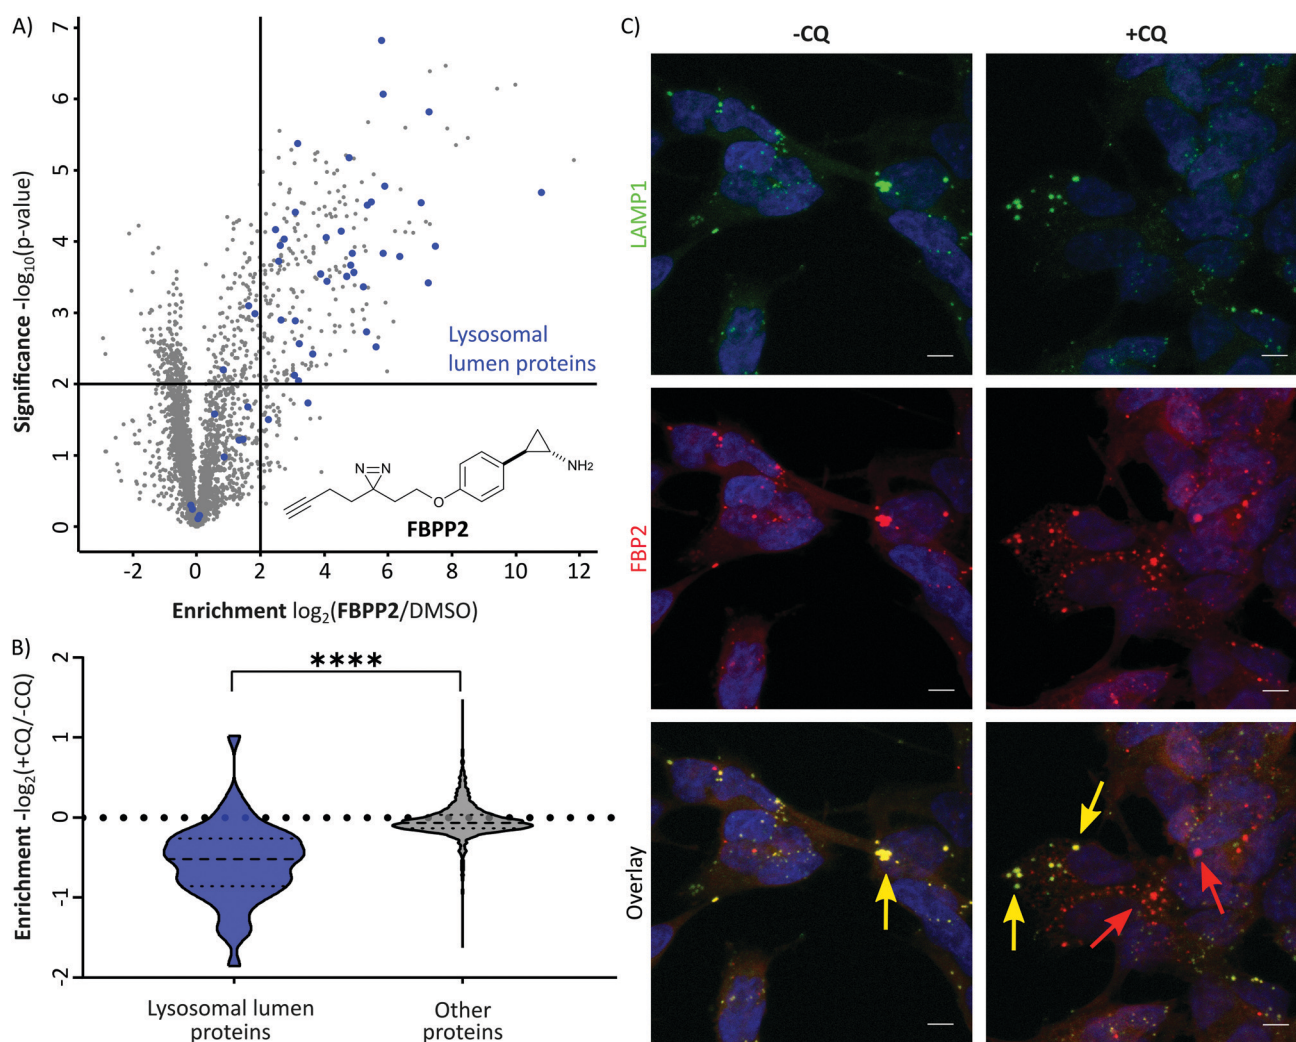 A)
Significance -log10(p-value)
7
6
5
4
3
2
1
0
Lysosomal
lumen proteins
N=N
NH2
O
FBPP2
-2 0 2 4 6 8 10 12
Enrichment log2(FBPP2/DMSO)
B)
Enrichment -log2(+CQ/-CQ)
2
1
0
-1
-2
****
Lysosomal lumen
proteins
Other
proteins
C)
-CQ +CQ
LAMP1
FBP2
Overlay